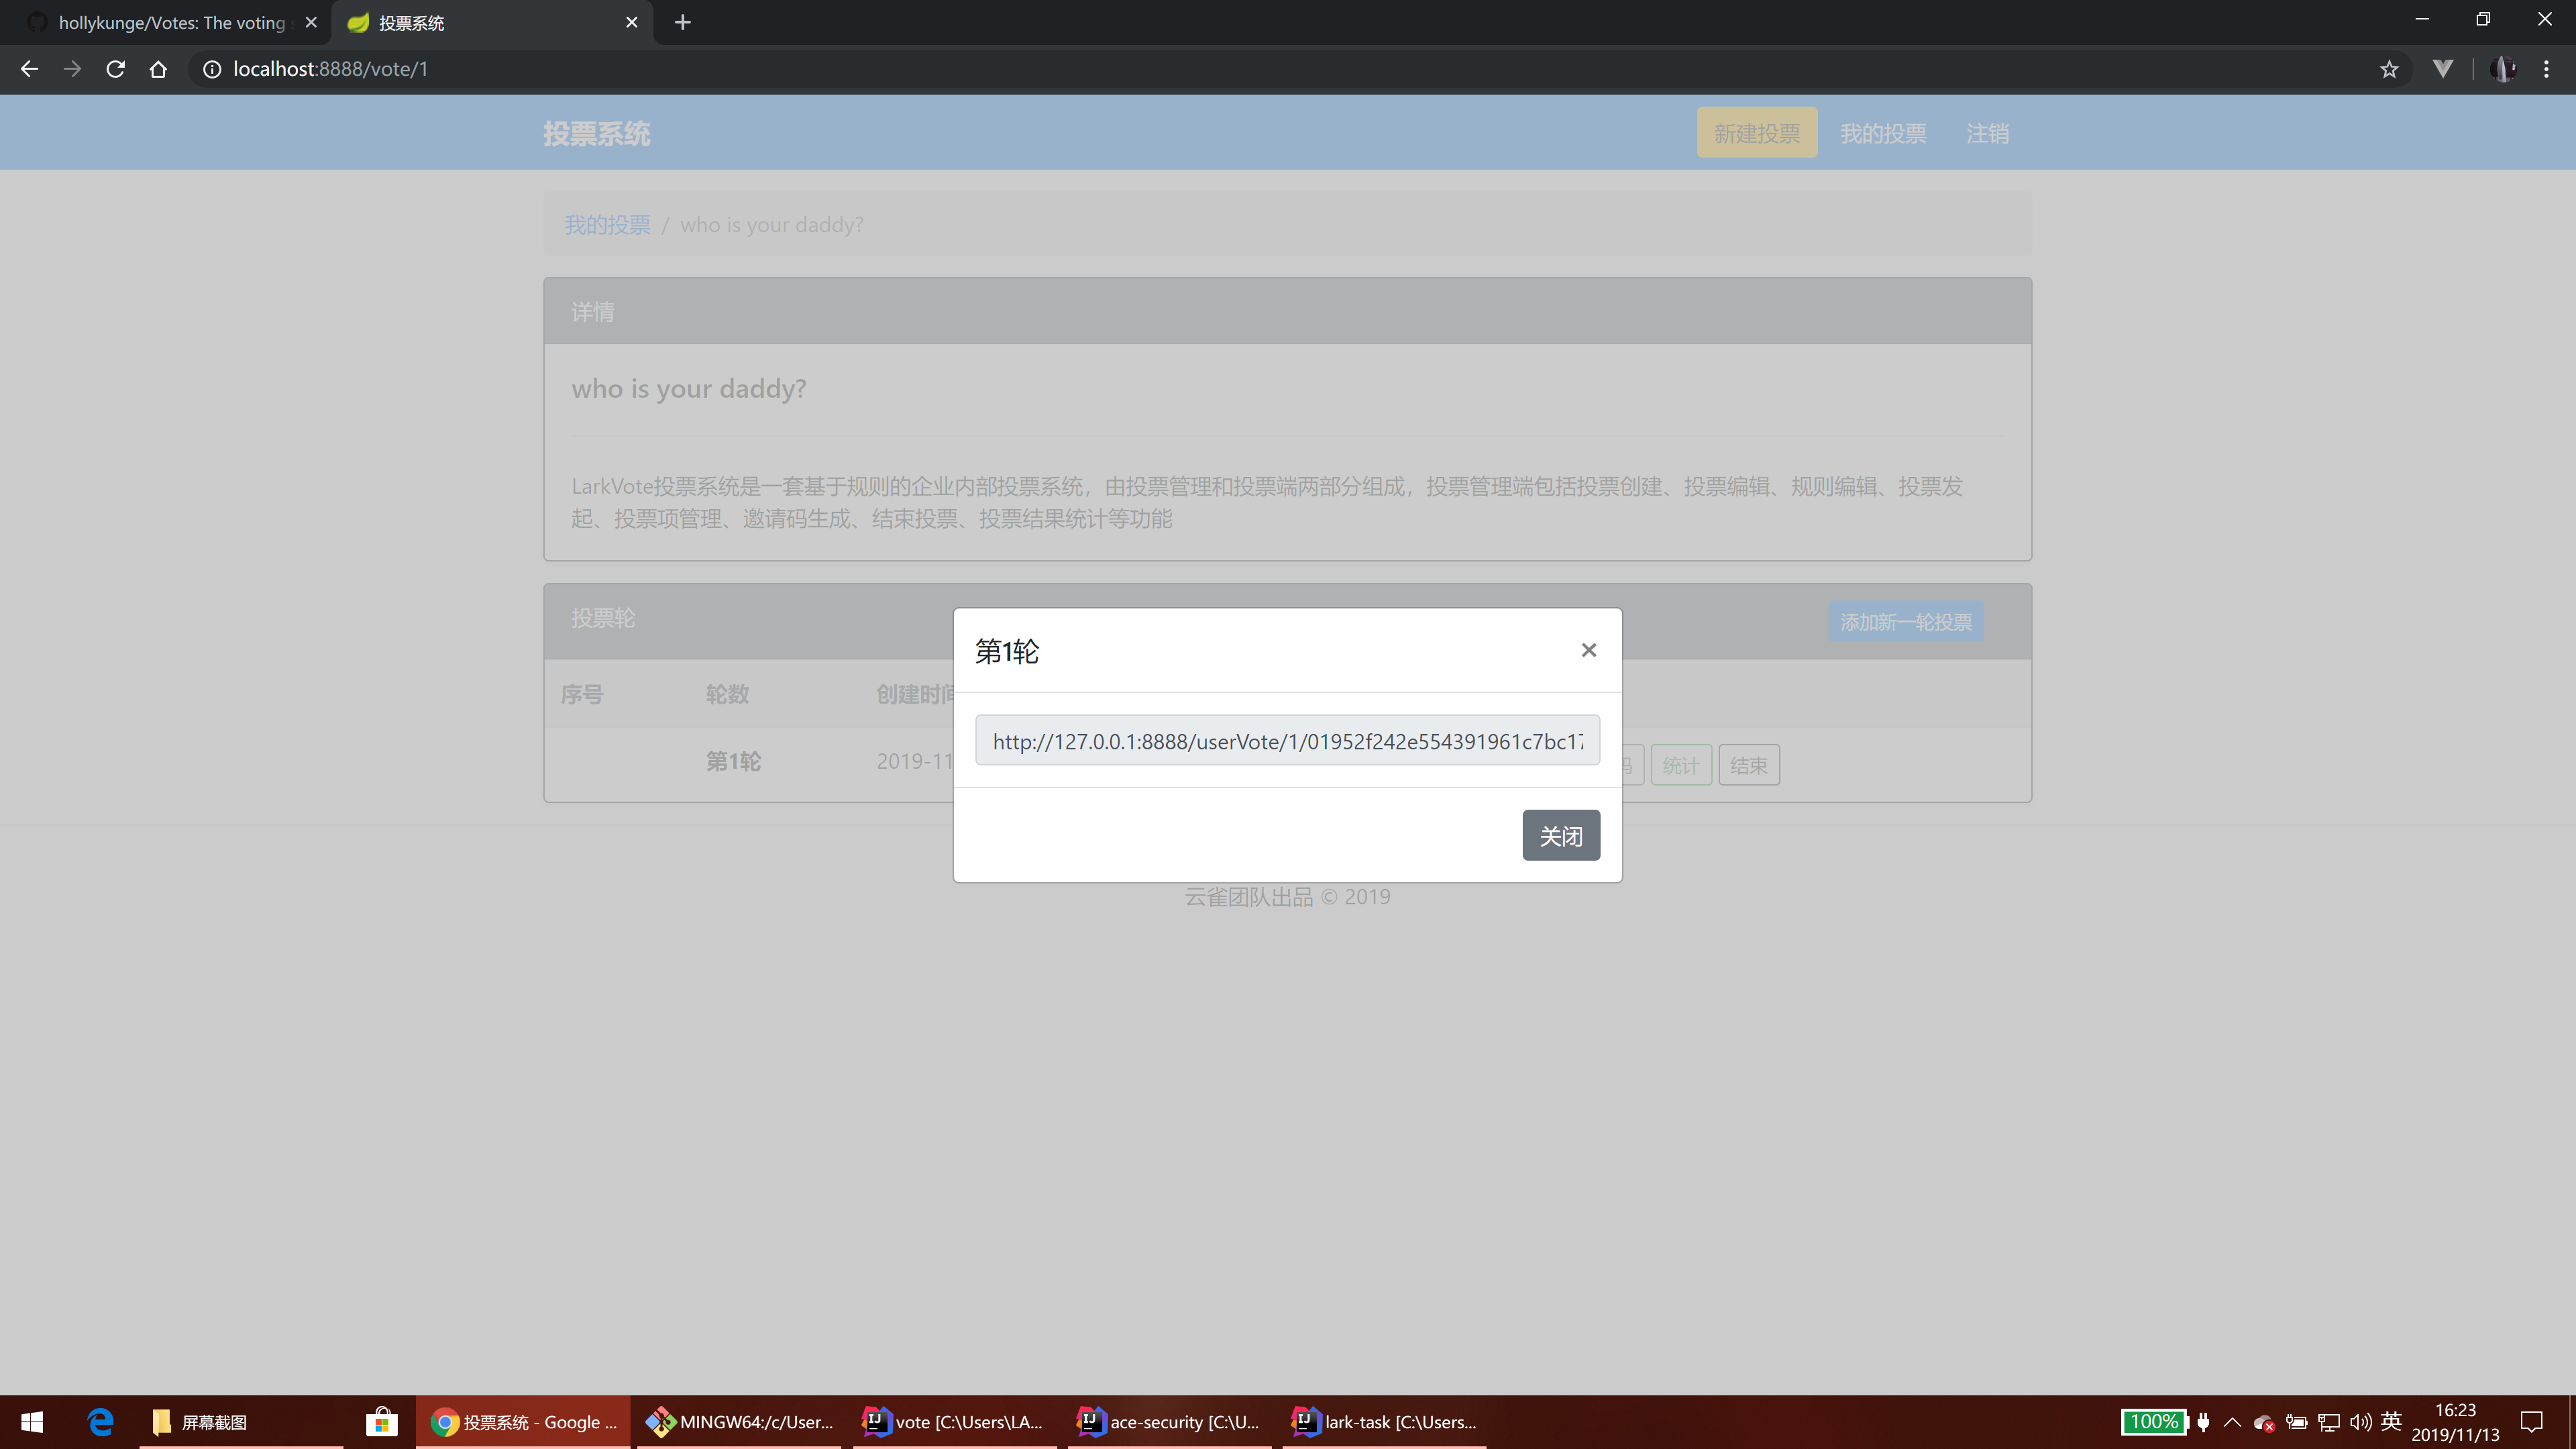 hollykunge/Votes: The voting
投票系统
localhost:8888/vote/1
投票系统
新建投票
我的投票
注销
我的投票 / who is your daddy?
详情
who is your daddy?
LarkVote投票系统是一套基于规则的企业内部投票系统，由投票管理和投票端两部分组成，投票管理端包括投票创建、投票编辑、规则编辑、投票发
起、投票项管理、邀请码生成、结束投票、投票结果统计等功能
投票轮
添加新一轮投票
序号 轮数 创建时间
第1轮 2019-11 统计 结束
第1轮
×
http://127.0.0.1:8888/userVote/1/01952f242e554391961c7bc17
关闭
云雀团队出品 © 2019
屏幕截图
投票系统 - Google ...
MINGW64:/c/User...
vote [C:\Users\LA...
ace-security [C:\U...
lark-task [C:\Users...
100%
英
16:23
2019/11/13